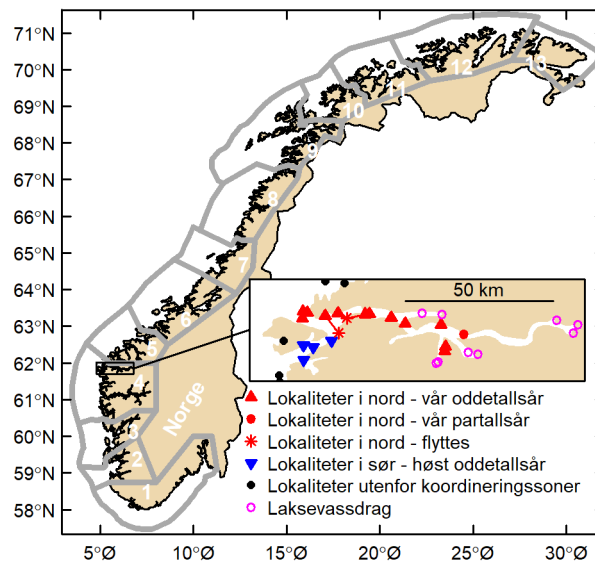 71°N
70°N
69°N
68°N
67°N
66°N
65°N
64°N
63°N
62°N
61°N
60°N
59°N
58°N
13
12
11
10
9
8
7
6
5
4
3
2
1
Norge
50 km
Lokaliteter i nord - vår oddetallsår
Lokaliteter i nord - vår partallsår
Lokaliteter i nord - flyttes
Lokaliteter i sør - høst oddetallsår
Lokaliteter utenfor koordineringssoner
Laksevassdrag
5°Ø 10°Ø 15°Ø 20°Ø 25°Ø 30°Ø